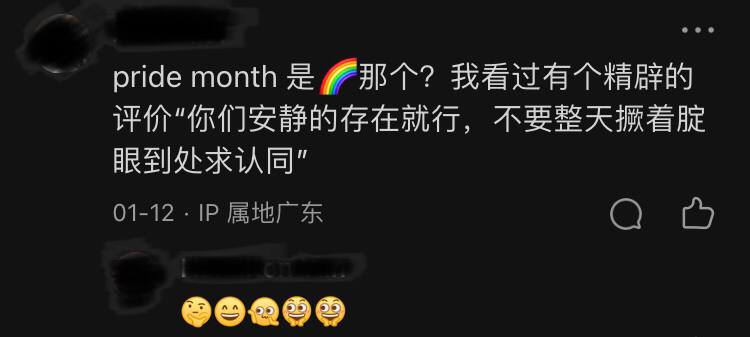 pride month 是🌈那个？我看过有个精辟的
评价“你们安静的存在就行，不要整天撅着腚
眼到处求认同”
01-12 · IP 属地广东